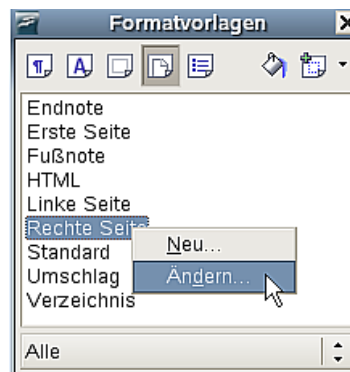 Formatvorlagen
Endnote
Erste Seite
Fußnote
HTML
Linke Seite
Rechte Seite
Standard
Umschlag
Verzeichnis
Neu...
Ändern...
Alle